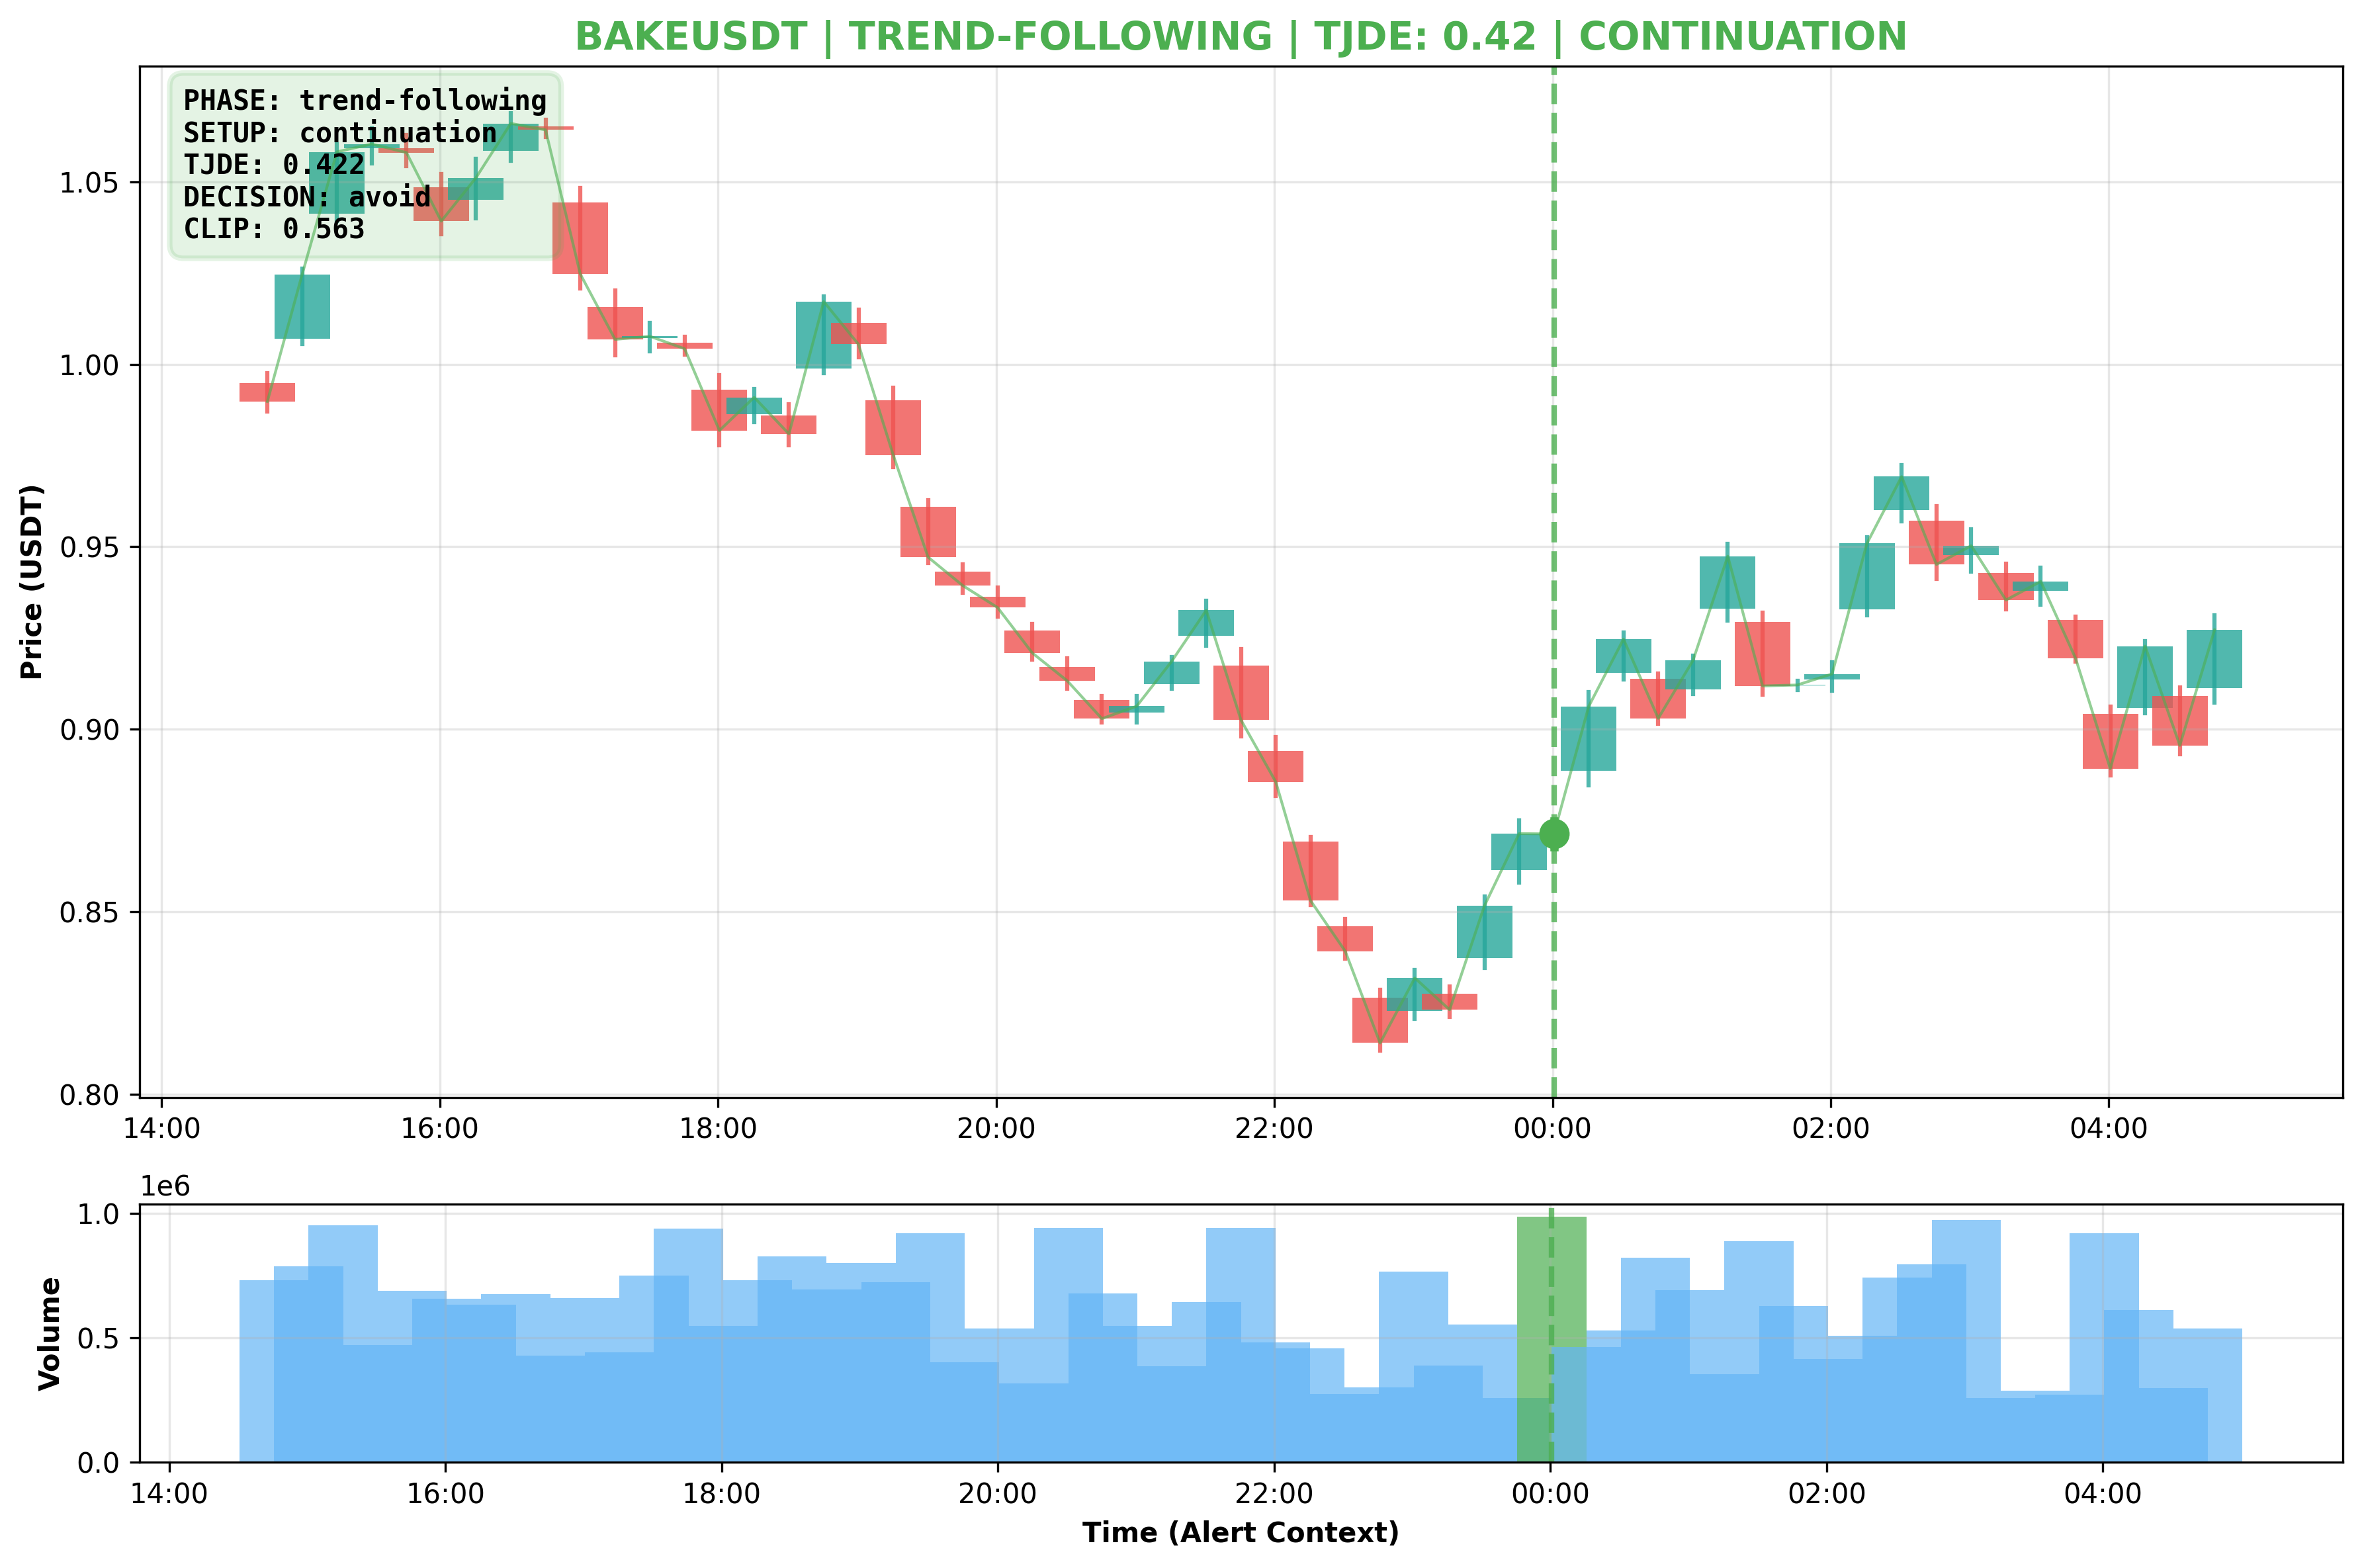 BAKEUSDT | TREND-FOLLOWING | TJDE: 0.42 | CONTINUATION
PHASE: trend-following
SETUP: continuation
TJDE: 0.422
DECISION: avoid
CLIP: 0.563
Price (USDT)
1.05
1.00
0.95
0.90
0.85
0.80
14:00 16:00 18:00 20:00 22:00 00:00 02:00 04:00
1e6
Volume
1.0
0.5
0.0
14:00 16:00 18:00 20:00 22:00 00:00 02:00 04:00
Time (Alert Context)